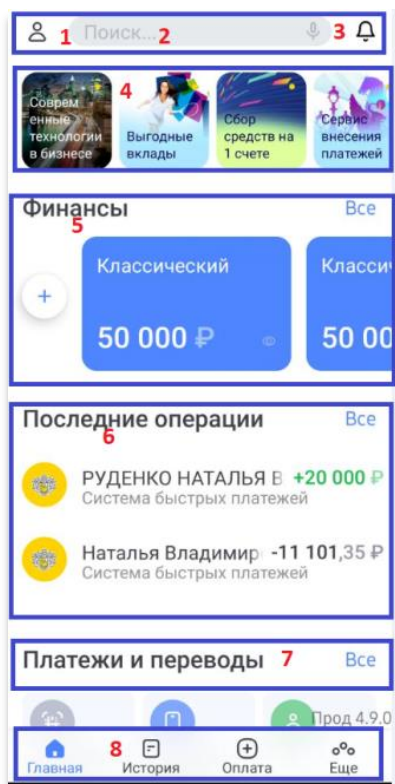 1 Поиск... 2 3
4
Соврем
енные
технологии
в бизнесе
Выгодные
вклады
Сбор
средств на
1 счете
Сервис
внесения
платежей
Финансы Все
5
Классический
50 000 ₽
Класси
50 00
Последние операции Все
6
РУДЕНКО НАТАЛЬЯ В +20 000 ₽
Система быстрых платежей
Наталья Владимир -11 101,35 ₽
Система быстрых платежей
Платежи и переводы 7 Все
Прод 4.9.0
8
Главная История Оплата Еще